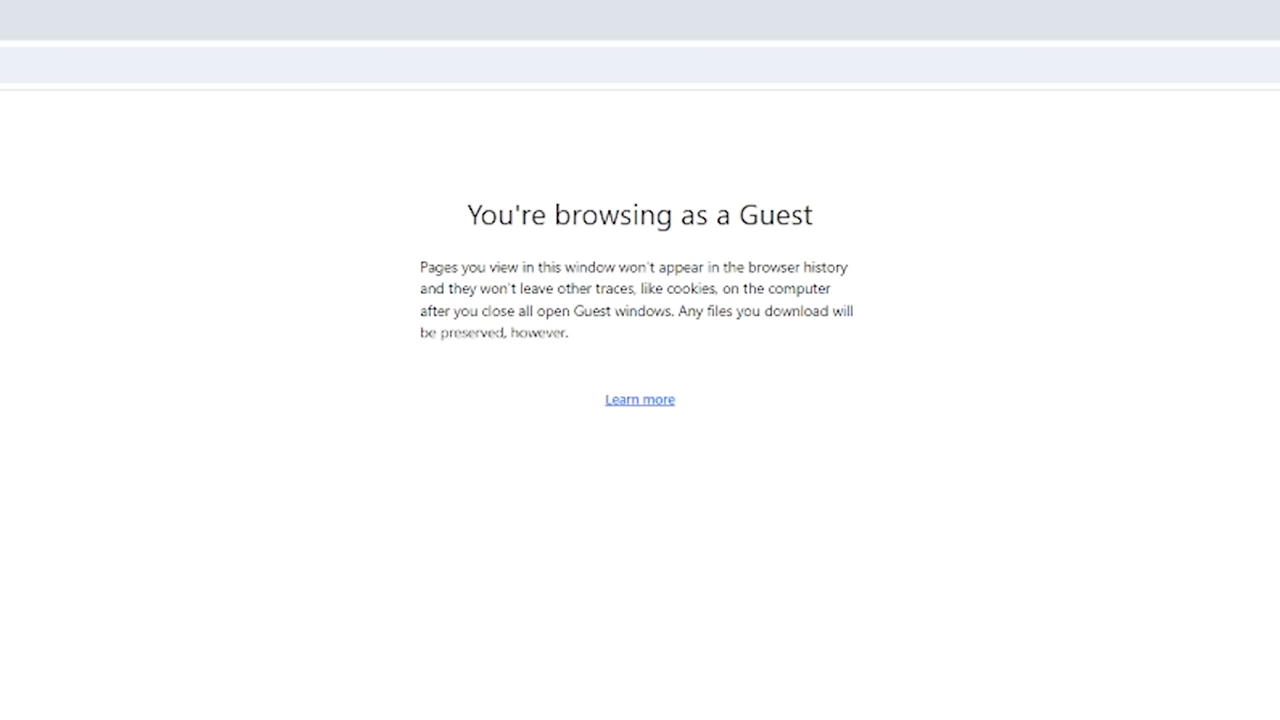 You're browsing as a Guest
Pages you view in this window won't appear in the browser history
and they won't leave other traces, like cookies, on the computer
after you close all open Guest windows. Any files you download will
be preserved, however.
Learn more